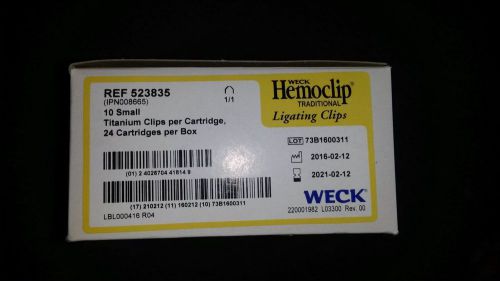 REF 523835
(IPN008665)
1/1
10 Small
Titanium Clips per Cartridge,
24 Cartridges per Box
(01) 2 4026704 41814 9
(17) 210212 (11) 160212 (10) 73B1600311
LBL000416 R04
WECK
Hemoclip®
TRADITIONAL
Ligating Clips
LOT 73B1600311
2016-02-12
2021-02-12
WECK
220001982 L03300 Rev. 00